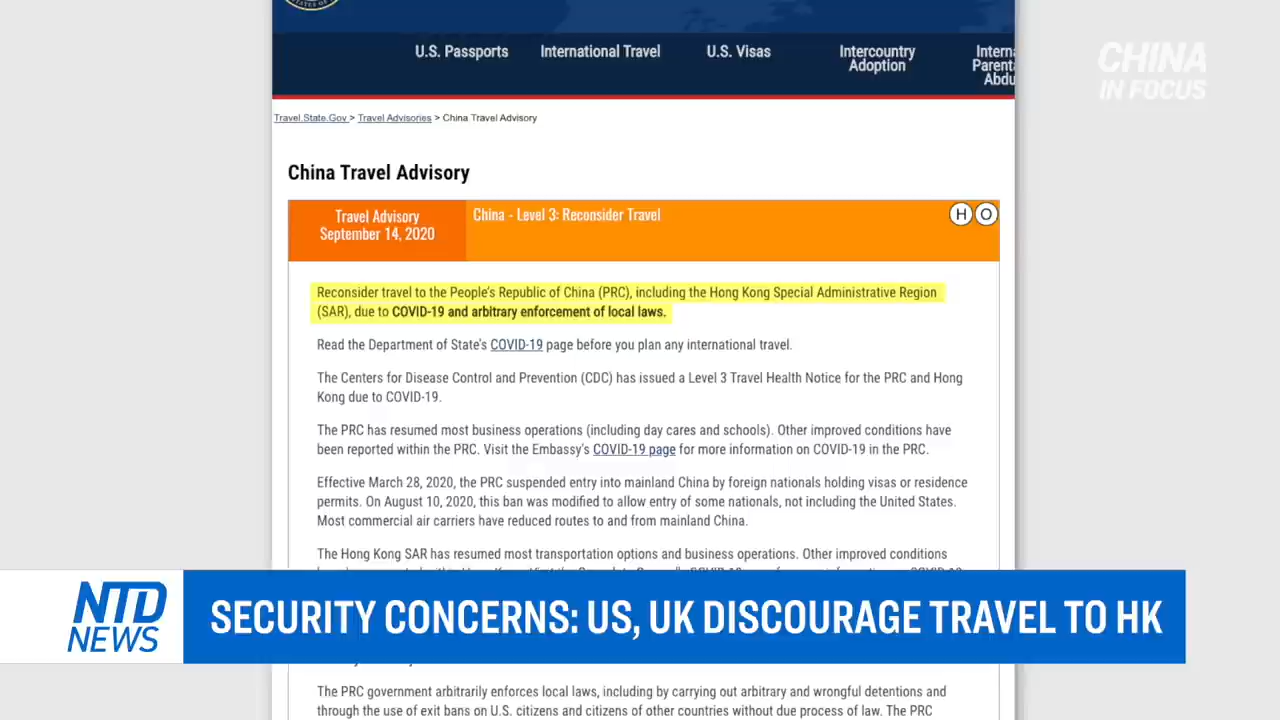 STATES OF
U.S. Passports
International Travel
U.S. Visas
Intercountry
Adoption
Interna
Parenta
Abdu
CHINA
IN FOCUS
Travel.State.Gov > Travel Advisories > China Travel Advisory
China Travel Advisory
Travel Advisory
September 14, 2020
China - Level 3: Reconsider Travel
H O
Reconsider travel to the People's Republic of China (PRC), including the Hong Kong Special Administrative Region
(SAR), due to COVID-19 and arbitrary enforcement of local laws.
Read the Department of State's COVID-19 page before you plan any international travel.
The Centers for Disease Control and Prevention (CDC) has issued a Level 3 Travel Health Notice for the PRC and Hong
Kong due to COVID-19.
The PRC has resumed most business operations (including day cares and schools). Other improved conditions have
been reported within the PRC. Visit the Embassy's COVID-19 page for more information on COVID-19 in the PRC.
Effective March 28, 2020, the PRC suspended entry into mainland China by foreign nationals holding visas or residence
permits. On August 10, 2020, this ban was modified to allow entry of some nationals, not including the United States.
Most commercial air carriers have reduced routes to and from mainland China.
The Hong Kong SAR has resumed most transportation options and business operations. Other improved conditions
NTD
NEWS
SECURITY CONCERNS: US, UK DISCOURAGE TRAVEL TO HK
The PRC government arbitrarily enforces local laws, including by carrying out arbitrary and wrongful detentions and
through the use of exit bans on U.S. citizens and citizens of other countries without due process of law. The PRC